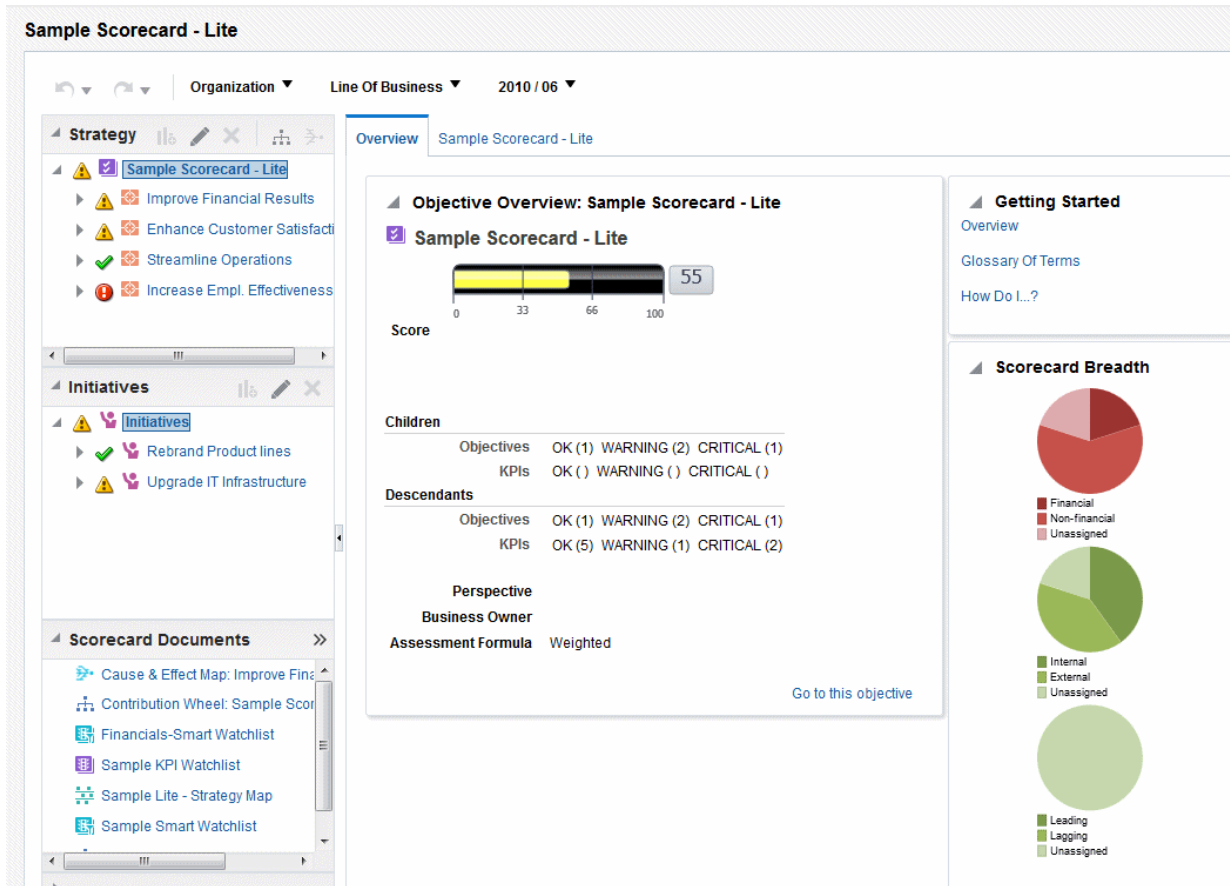 Sample Scorecard - Lite
Organization
Line Of Business
2010 / 06
Strategy
Sample Scorecard - Lite
Improve Financial Results
Enhance Customer Satisfacti
Streamline Operations
Increase Empl. Effectiveness
Initiatives
Initiatives
Rebrand Product lines
Upgrade IT Infrastructure
Scorecard Documents
Cause & Effect Map: Improve Fina
Contribution Wheel: Sample Scor
Financials-Smart Watchlist
Sample KPI Watchlist
Sample Lite - Strategy Map
Sample Smart Watchlist
Overview
Sample Scorecard - Lite
Objective Overview: Sample Scorecard - Lite
Sample Scorecard - Lite
55
0 33 66 100
Score
Children
Objectives OK (1) WARNING (2) CRITICAL (1)
KPIs OK ( ) WARNING ( ) CRITICAL ( )
Descendants
Objectives OK (1) WARNING (2) CRITICAL (1)
KPIs OK (5) WARNING (1) CRITICAL (2)
Perspective
Business Owner
Assessment Formula Weighted
Go to this objective
Getting Started
Overview
Glossary Of Terms
How Do I...?
Scorecard Breadth
Financial
Non-financial
Unassigned
Internal
External
Unassigned
Leading
Lagging
Unassigned